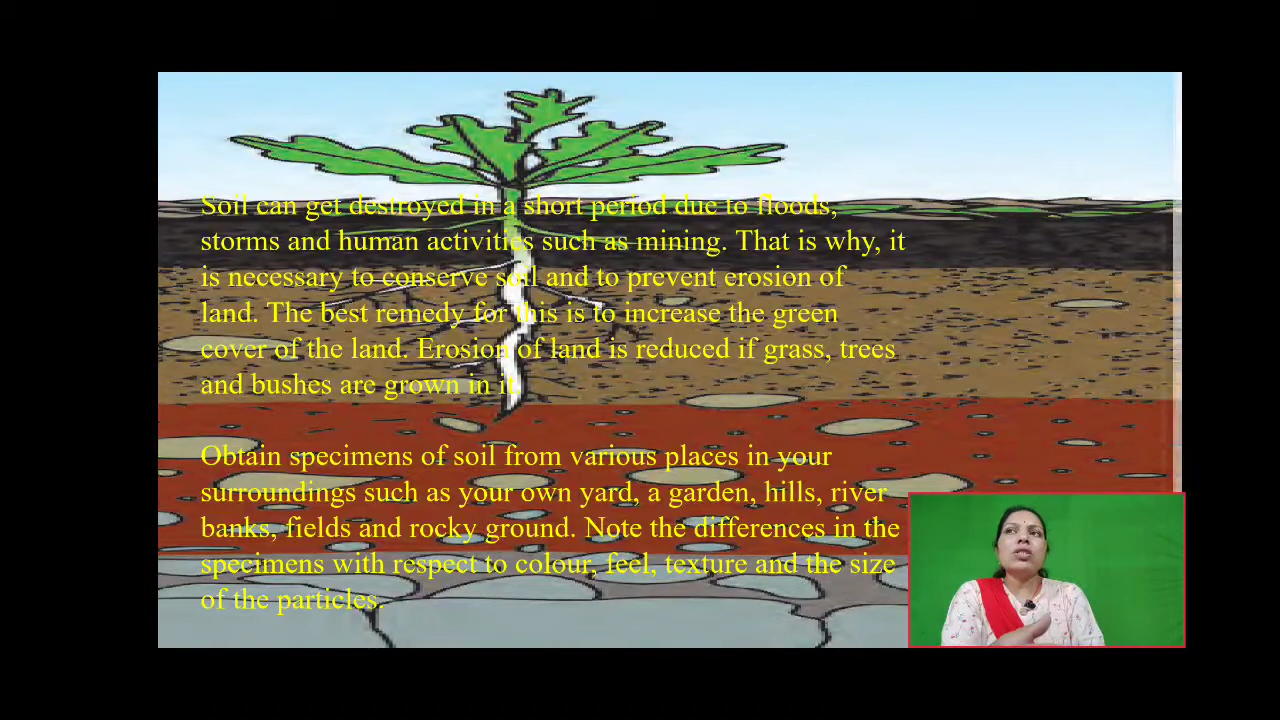 Soil can get destroyed in a short period due to floods,
storms and human activities such as mining. That is why, it
is necessary to conserve soil and to prevent erosion of
land. The best remedy for this is to increase the green
cover of the land. Erosion of land is reduced if grass, trees
and bushes are grown in it.
Obtain specimens of soil from various places in your
surroundings such as your own yard, a garden, hills, river
banks, fields and rocky ground. Note the differences in the
specimens with respect to colour, feel, texture and the size
of the particles.